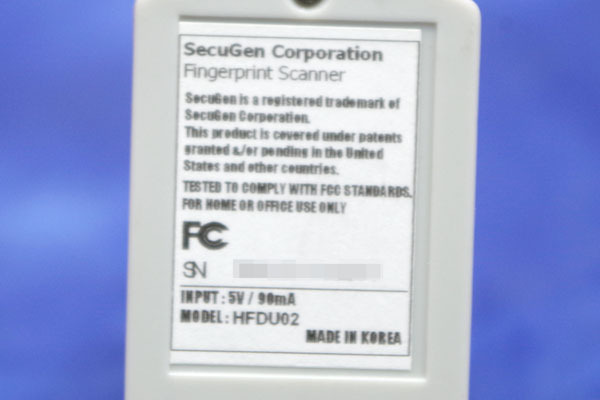 SecuGen Corporation
Fingerprint Scanner
SecuGen is a registered trademark of
SecuGen Corporation.
This product is covered under patents
granted &/or pending in the United
States and other countries.
TESTED TO COMPLY WITH FCC STANDARDS.
FOR HOME OR OFFICE USE ONLY
FC
SN
INPUT : 5V / 90mA
MODEL : HFDU02
MADE IN KOREA